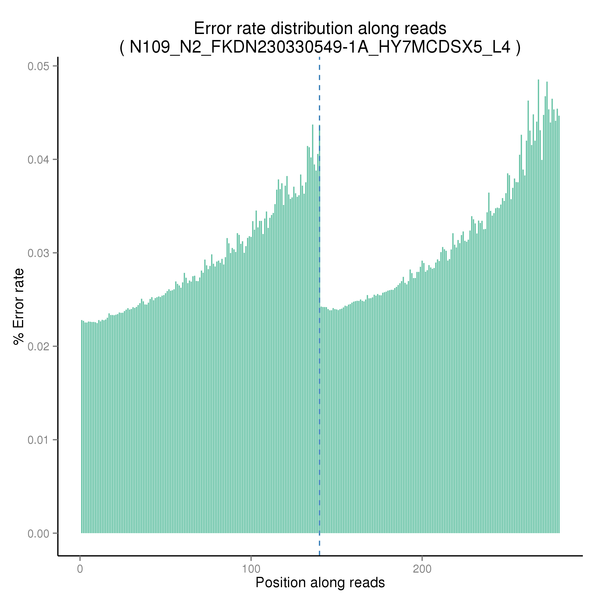 Error rate distribution along reads
( N109_N2_FKDN230330549-1A_HY7MCDSX5_L4 )
% Error rate
0.05
0.04
0.03
0.02
0.01
0.00
0
100
200
Position along reads